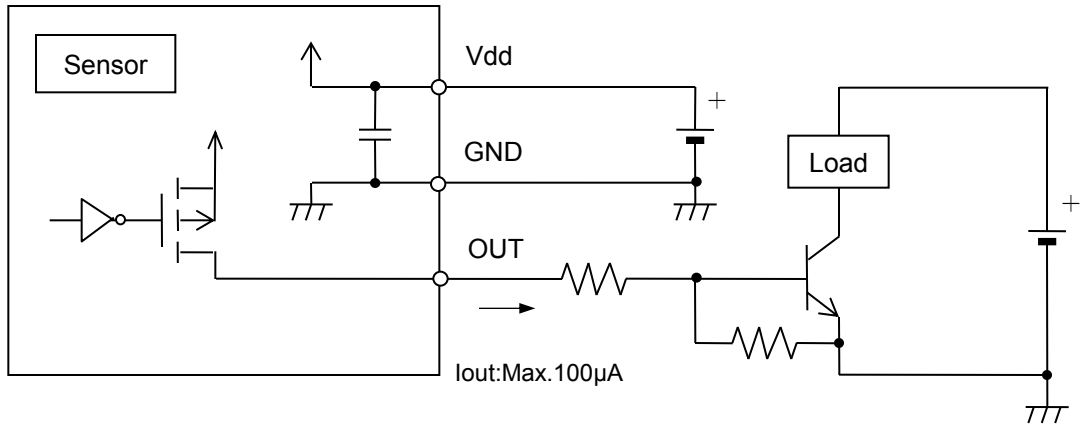 Sensor
Vdd
+
GND
Load
+
OUT
Iout:Max.100µA